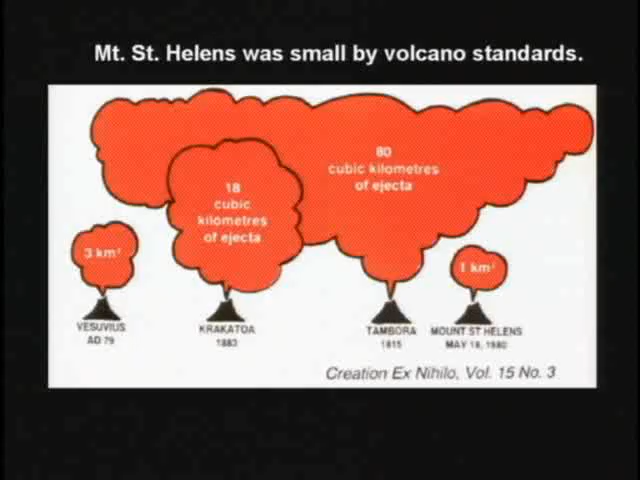 Mt. St. Helens was small by volcano standards.
80
cubic kilometres
of ejecta
18
cubic
kilometres
of ejecta
3 km³
1 km³
VESUVIUS
AD 79
KRAKATOA
1883
TAMBORA
1815
MOUNT ST HELENS
MAY 18, 1980
Creation Ex Nihilo, Vol. 15 No. 3